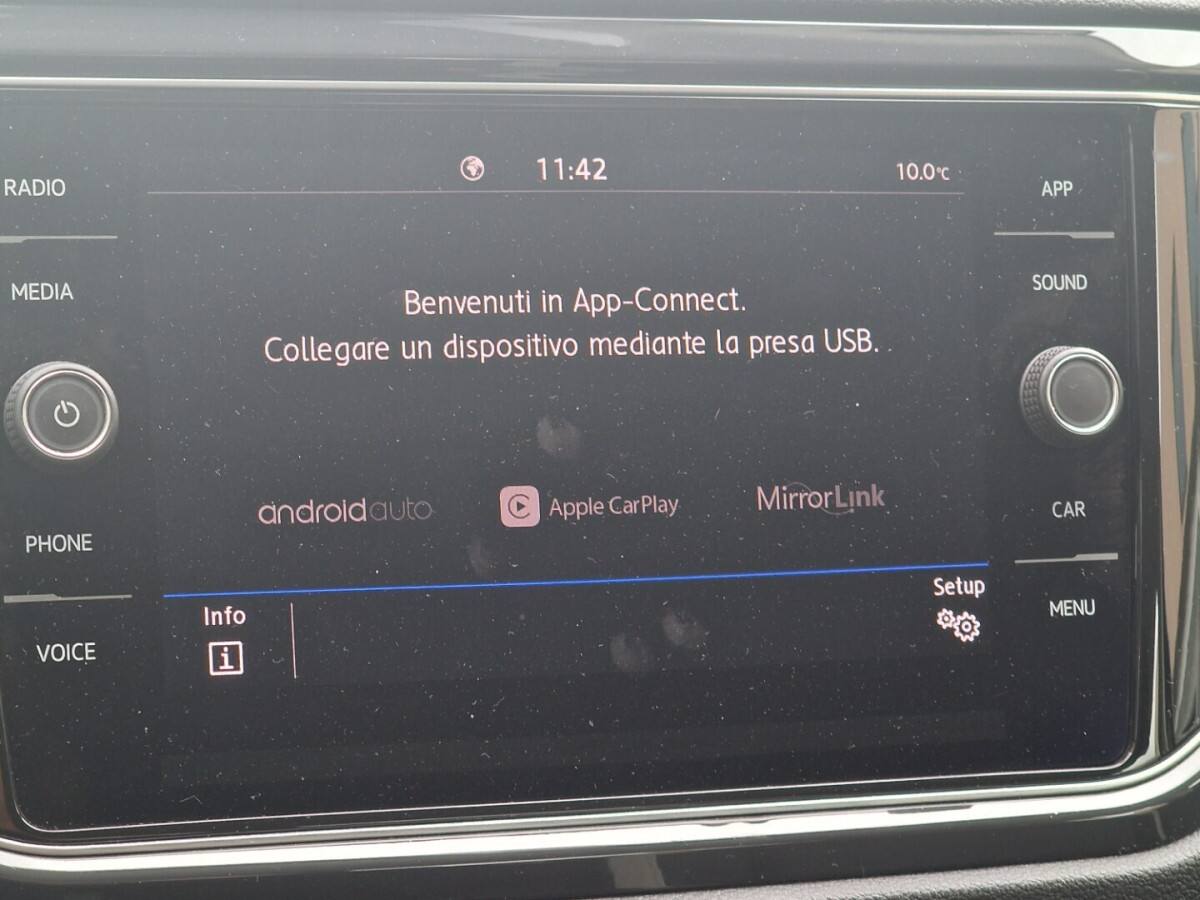 11:42
10.0°C
RADIO
APP
MEDIA
SOUND
Benvenuti in App-Connect.
Collegare un dispositivo mediante la presa USB.
androidauto
Apple CarPlay
MirrorLink
PHONE
CAR
Info
Setup
VOICE
MENU